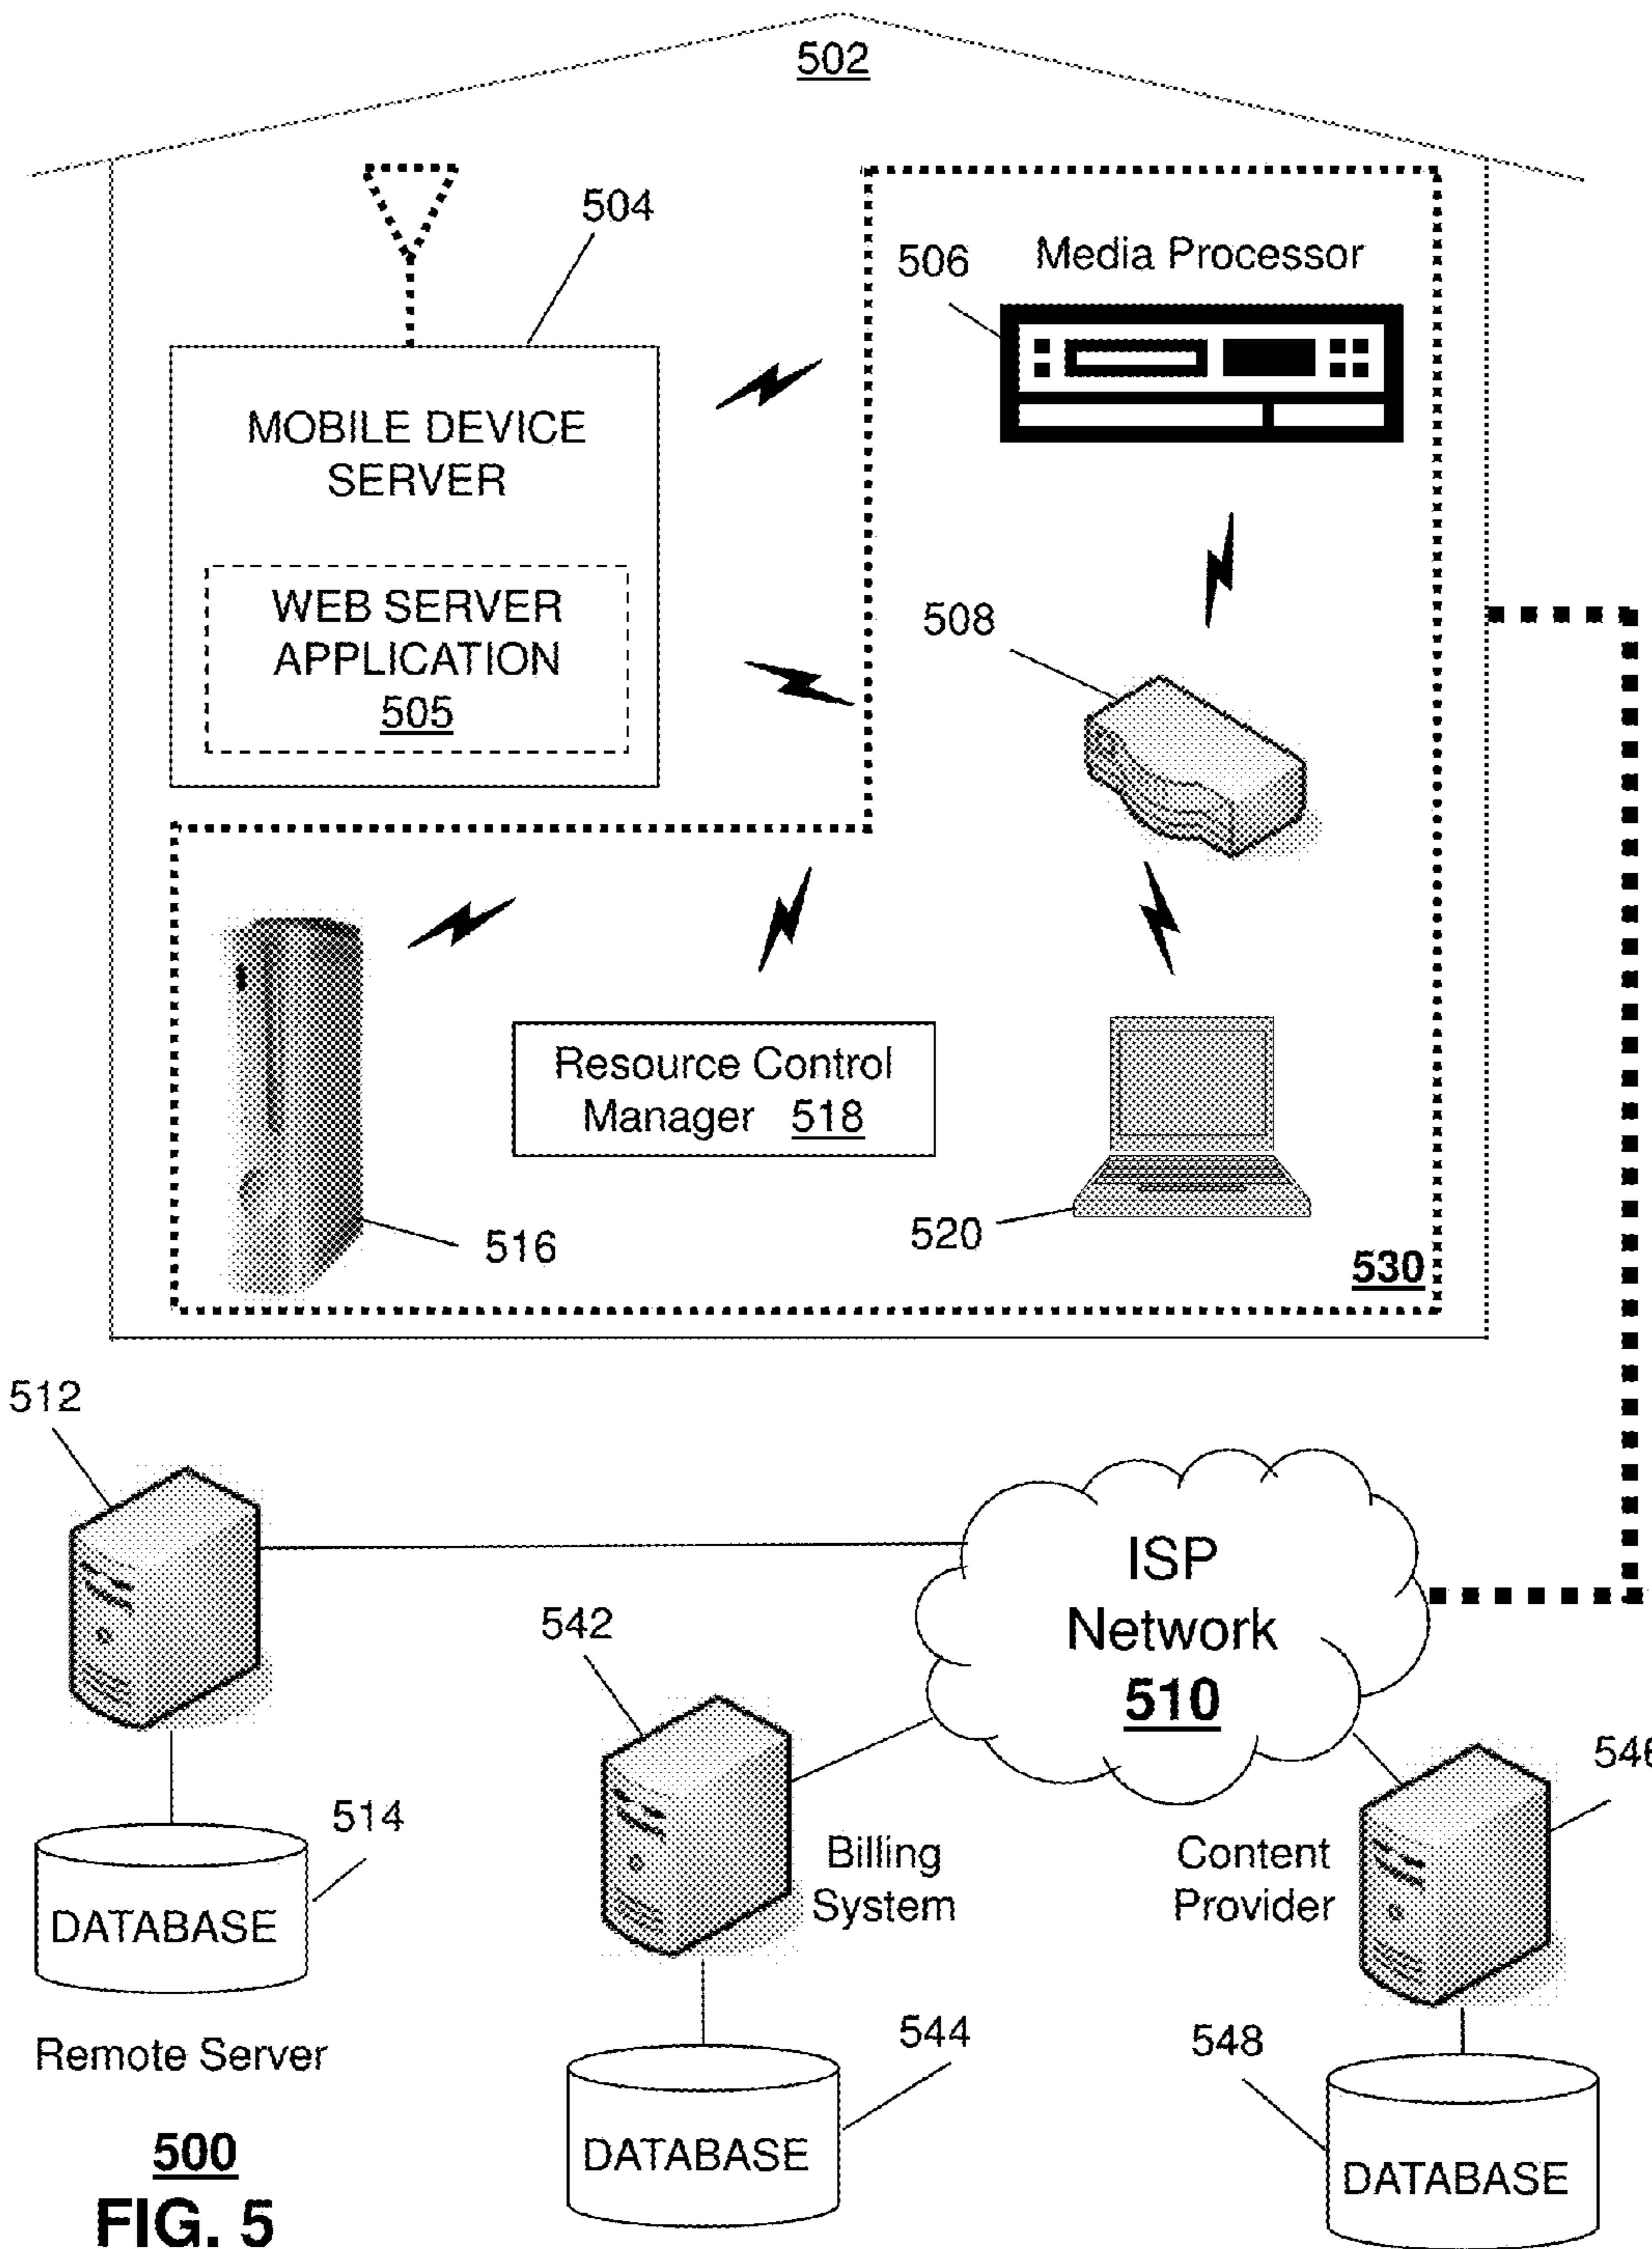 502
504
506
Media Processor
MOBILE DEVICE
SERVER
WEB SERVER
APPLICATION
505
508
Resource Control
Manager 518
516
520
530
512
ISP
Network
510
542
546
514
Billing
System
Content
Provider
DATABASE
Remote Server
544
548
DATABASE
DATABASE
500
FIG. 5